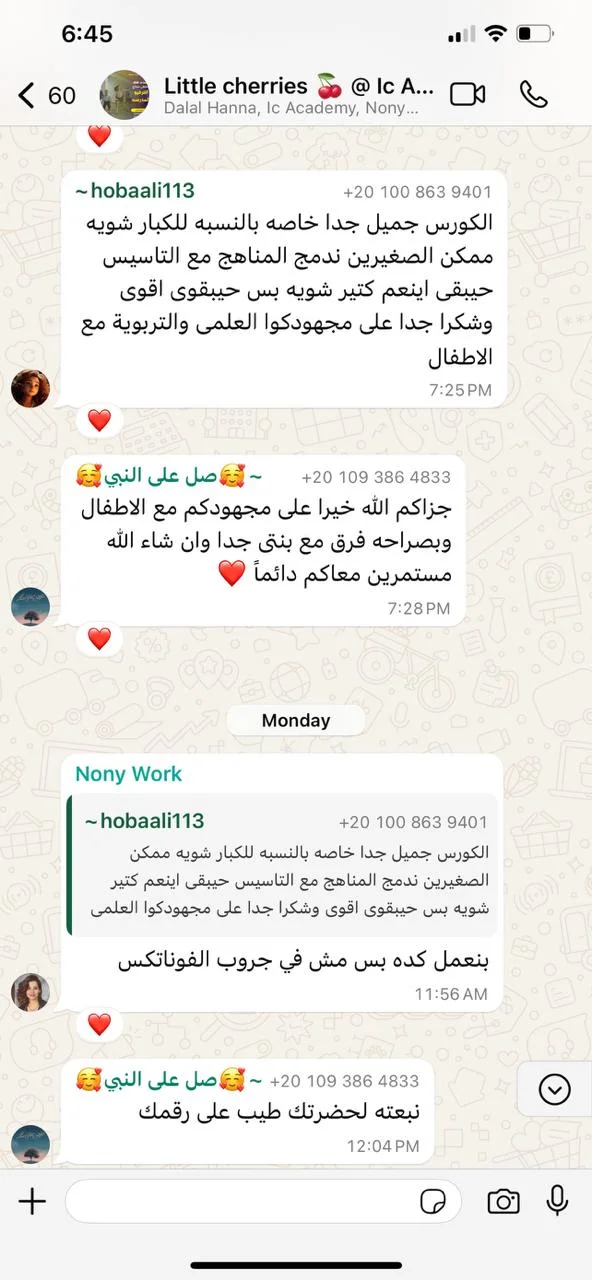 6:45
60
Little cherries 🍒 @ Ic A...
Dalal Hanna, Ic Academy, Nony...
❤️
~hobaali113 +20 100 863 9401
الكورس جميل جدا خاصه بالنسبه للكبار شويه
ممكن الصغيرين ندمج المناهج مع التاسيس
حيبقى اينعم كتير شويه بس حيبقوى اقوى
وشكرا جدا على مجهودكوا العلمى والتربوية مع
الاطفال
7:25 PM
❤️
~ 🥰صل على النبي🥰 +20 109 386 4833
جزاكم الله خيرا على مجهودكم مع الاطفال
وبصراحه فرق مع بنتى جدا وان شاء الله
مستمرين معاكم دائماً ❤️
7:28 PM
❤️
Monday
Nony Work
~hobaali113 +20 100 863 9401
الكورس جميل جدا خاصه بالنسبه للكبار شويه ممكن
الصغيرين ندمج المناهج مع التاسيس حيبقى اينعم كتير
شويه بس حيبقوى اقوى وشكرا جدا على مجهودكوا العلمى
بنعمل كده بس مش في جروب الفوناتكس
11:56 AM
❤️
~ 🥰صل على النبي🥰 +20 109 386 4833
نبعته لحضرتك طيب على رقمك
12:04 PM